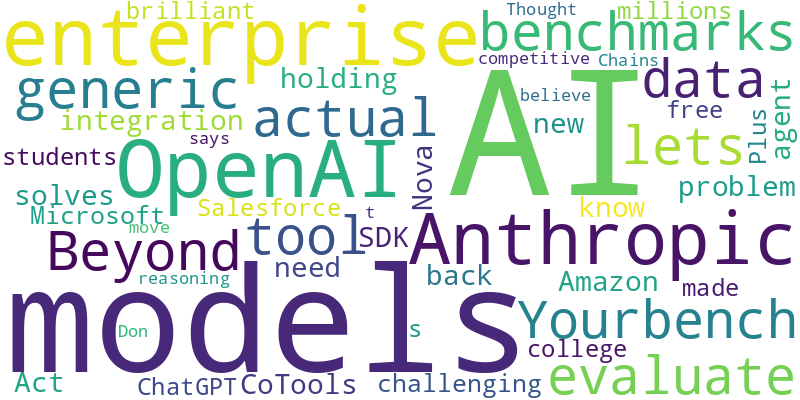 brilliant
Thought
millions
enterprise
benchmarks
competitive
Chains
generic
holding
data
believe
integration
actual
new
free
Plus
agent
says
students
OpenAI
AI
lets
solves
Nova
problem
Microsoft
Salesforce
t
know
move
Beyond
tool
SDK
Anthropic
reasoning
need
back
Amazon
made
models
Don
s
Yourbench
college
Act
ChatGPT
CoTools
challenging
evaluate